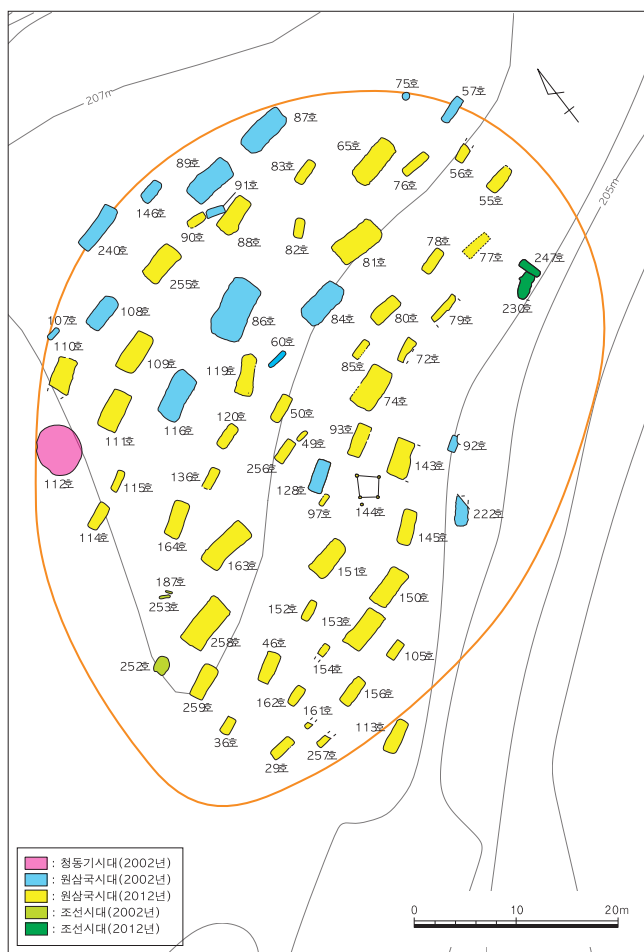 75호
57호
207m
87호
65호
83호
89호
76호
56호
91호
55호
146호
205m
90호
88호
82호
240호
78호
81호
77호
247호
255호
230호
107호
108호
86호
84호
80호
79호
60호
110호
109호
119호
85호
72호
74호
50호
116호
111호
120호
93호
49호
92호
143호
256호
112호
136호
128호
115호
97호
144호
222호
114호
164호
163호
145호
151호
187호
150호
253호
152호
153호
258호
46호
252호
154호
105호
162호
161호
156호
259호
113호
36호
29호
257호
: 청동기시대(2002년)
: 원삼국시대(2002년)
: 원삼국시대(2012년)
: 조선시대(2002년)
: 조선시대(2012년)
0 10 20m